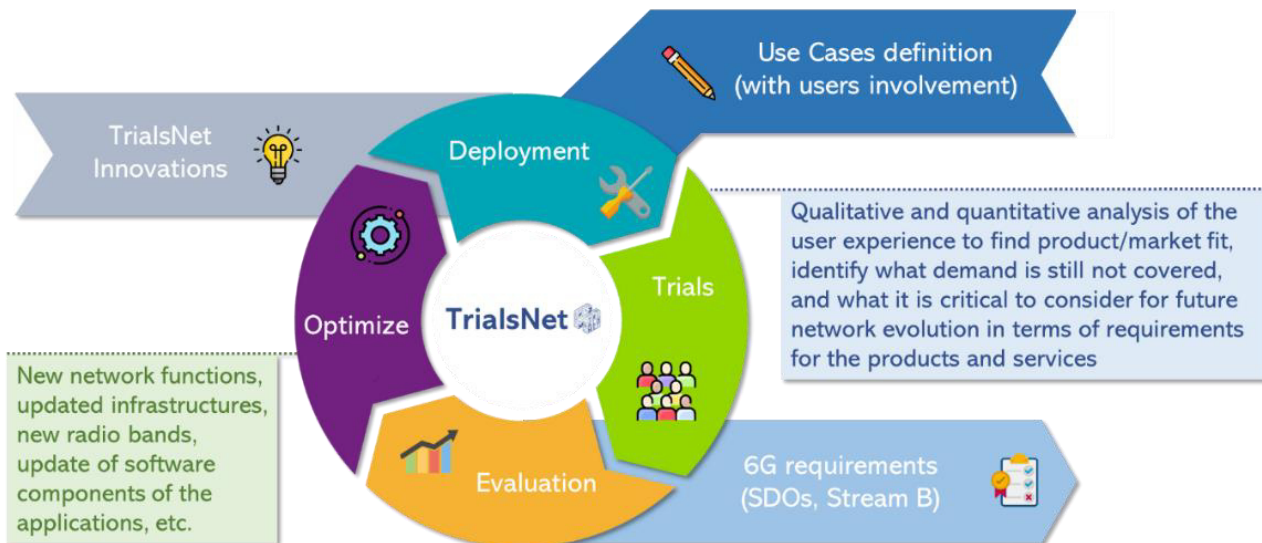 Use Cases definition
(with users involvement)
TrialsNet
Innovations
Deployment
Qualitative and quantitative analysis of the
user experience to find product/market fit,
identify what demand is still not covered,
and what it is critical to consider for future
network evolution in terms of requirements
for the products and services
Trials
TrialsNet
Optimize
New network functions,
updated infrastructures,
new radio bands,
update of software
components of the
applications, etc.
Evaluation
6G requirements
(SDOs, Stream B)